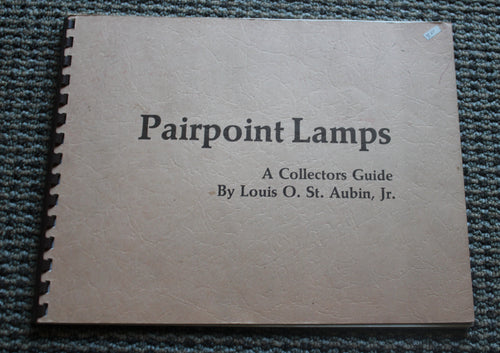 Pairpoint Lamps
A Collectors Guide
By Louis O. St. Aubin, Jr.